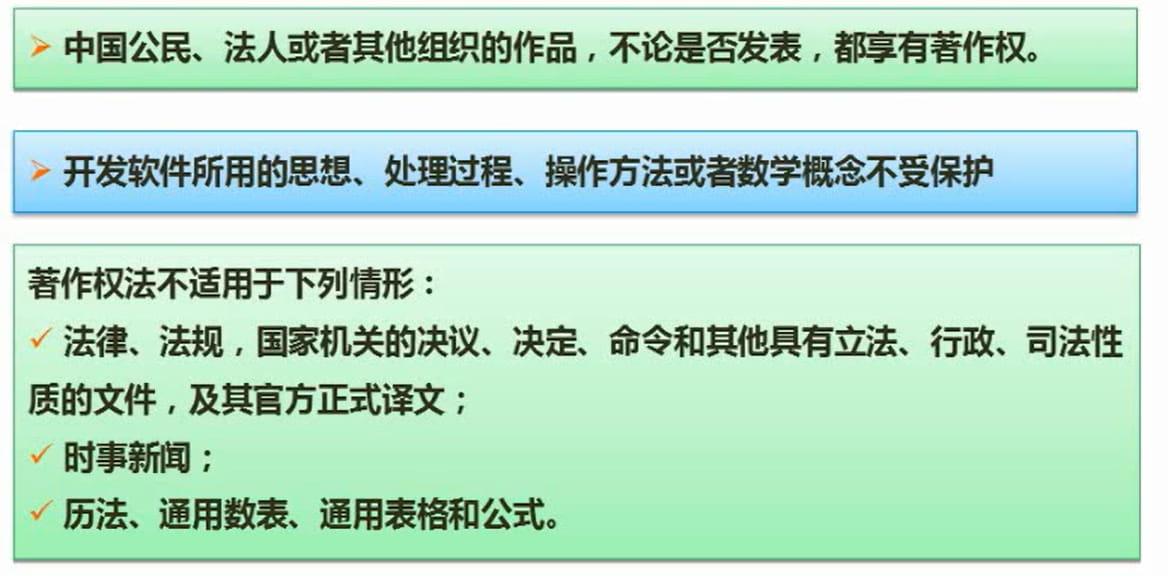 ➢ 中国公民、法人或者其他组织的作品，不论是否发表，都享有著作权。
➢ 开发软件所用的思想、处理过程、操作方法或者数学概念不受保护
著作权法不适用于下列情形：
✓ 法律、法规，国家机关的决议、决定、命令和其他具有立法、行政、司法性
质的文件，及其官方正式译文；
✓ 时事新闻；
✓ 历法、通用数表、通用表格和公式。